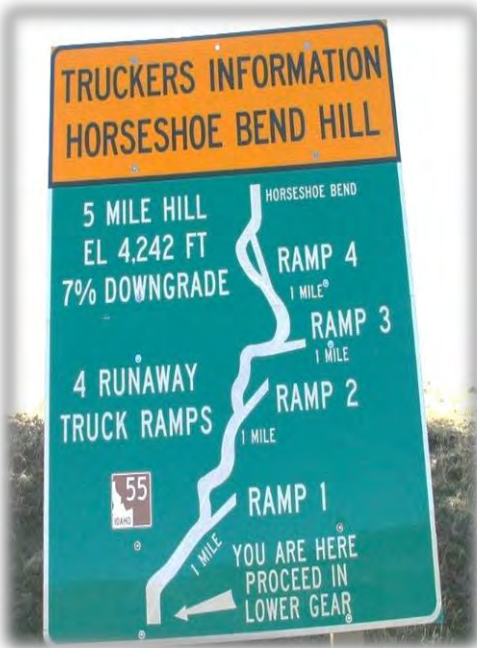 TRUCKERS INFORMATION
HORSESHOE BEND HILL
HORSESHOE BEND
5 MILE HILL
EL 4,242 FT
7% DOWNGRADE
RAMP 4
1 MILE
RAMP 3
1 MILE
4 RUNAWAY
TRUCK RAMPS
RAMP 2
1 MILE
55
IDAHO
RAMP 1
1 MILE
YOU ARE HERE
PROCEED IN
LOWER GEAR